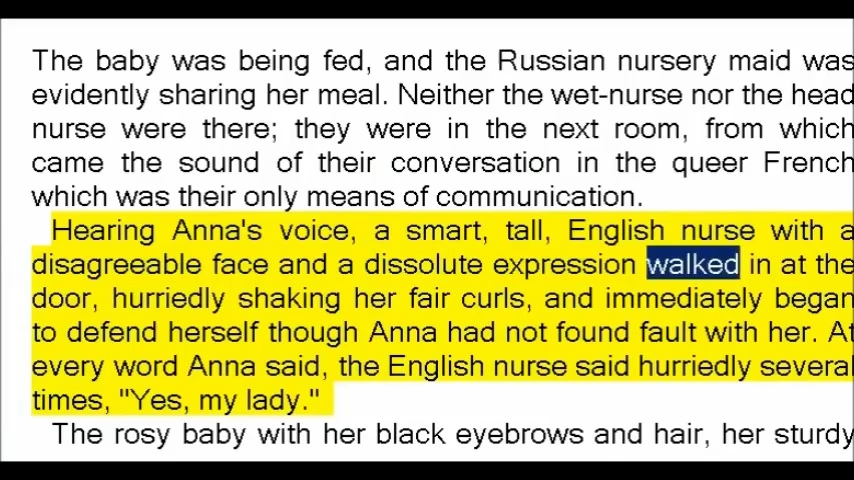 The baby was being fed, and the Russian nursery maid was
evidently sharing her meal. Neither the wet-nurse nor the head
nurse were there; they were in the next room, from which
came the sound of their conversation in the queer French
which was their only means of communication.
Hearing Anna's voice, a smart, tall, English nurse with a
disagreeable face and a dissolute expression walked in at the
door, hurriedly shaking her fair curls, and immediately began
to defend herself though Anna had not found fault with her. At
every word Anna said, the English nurse said hurriedly several
times, "Yes, my lady."
The rosy baby with her black eyebrows and hair, her sturdy